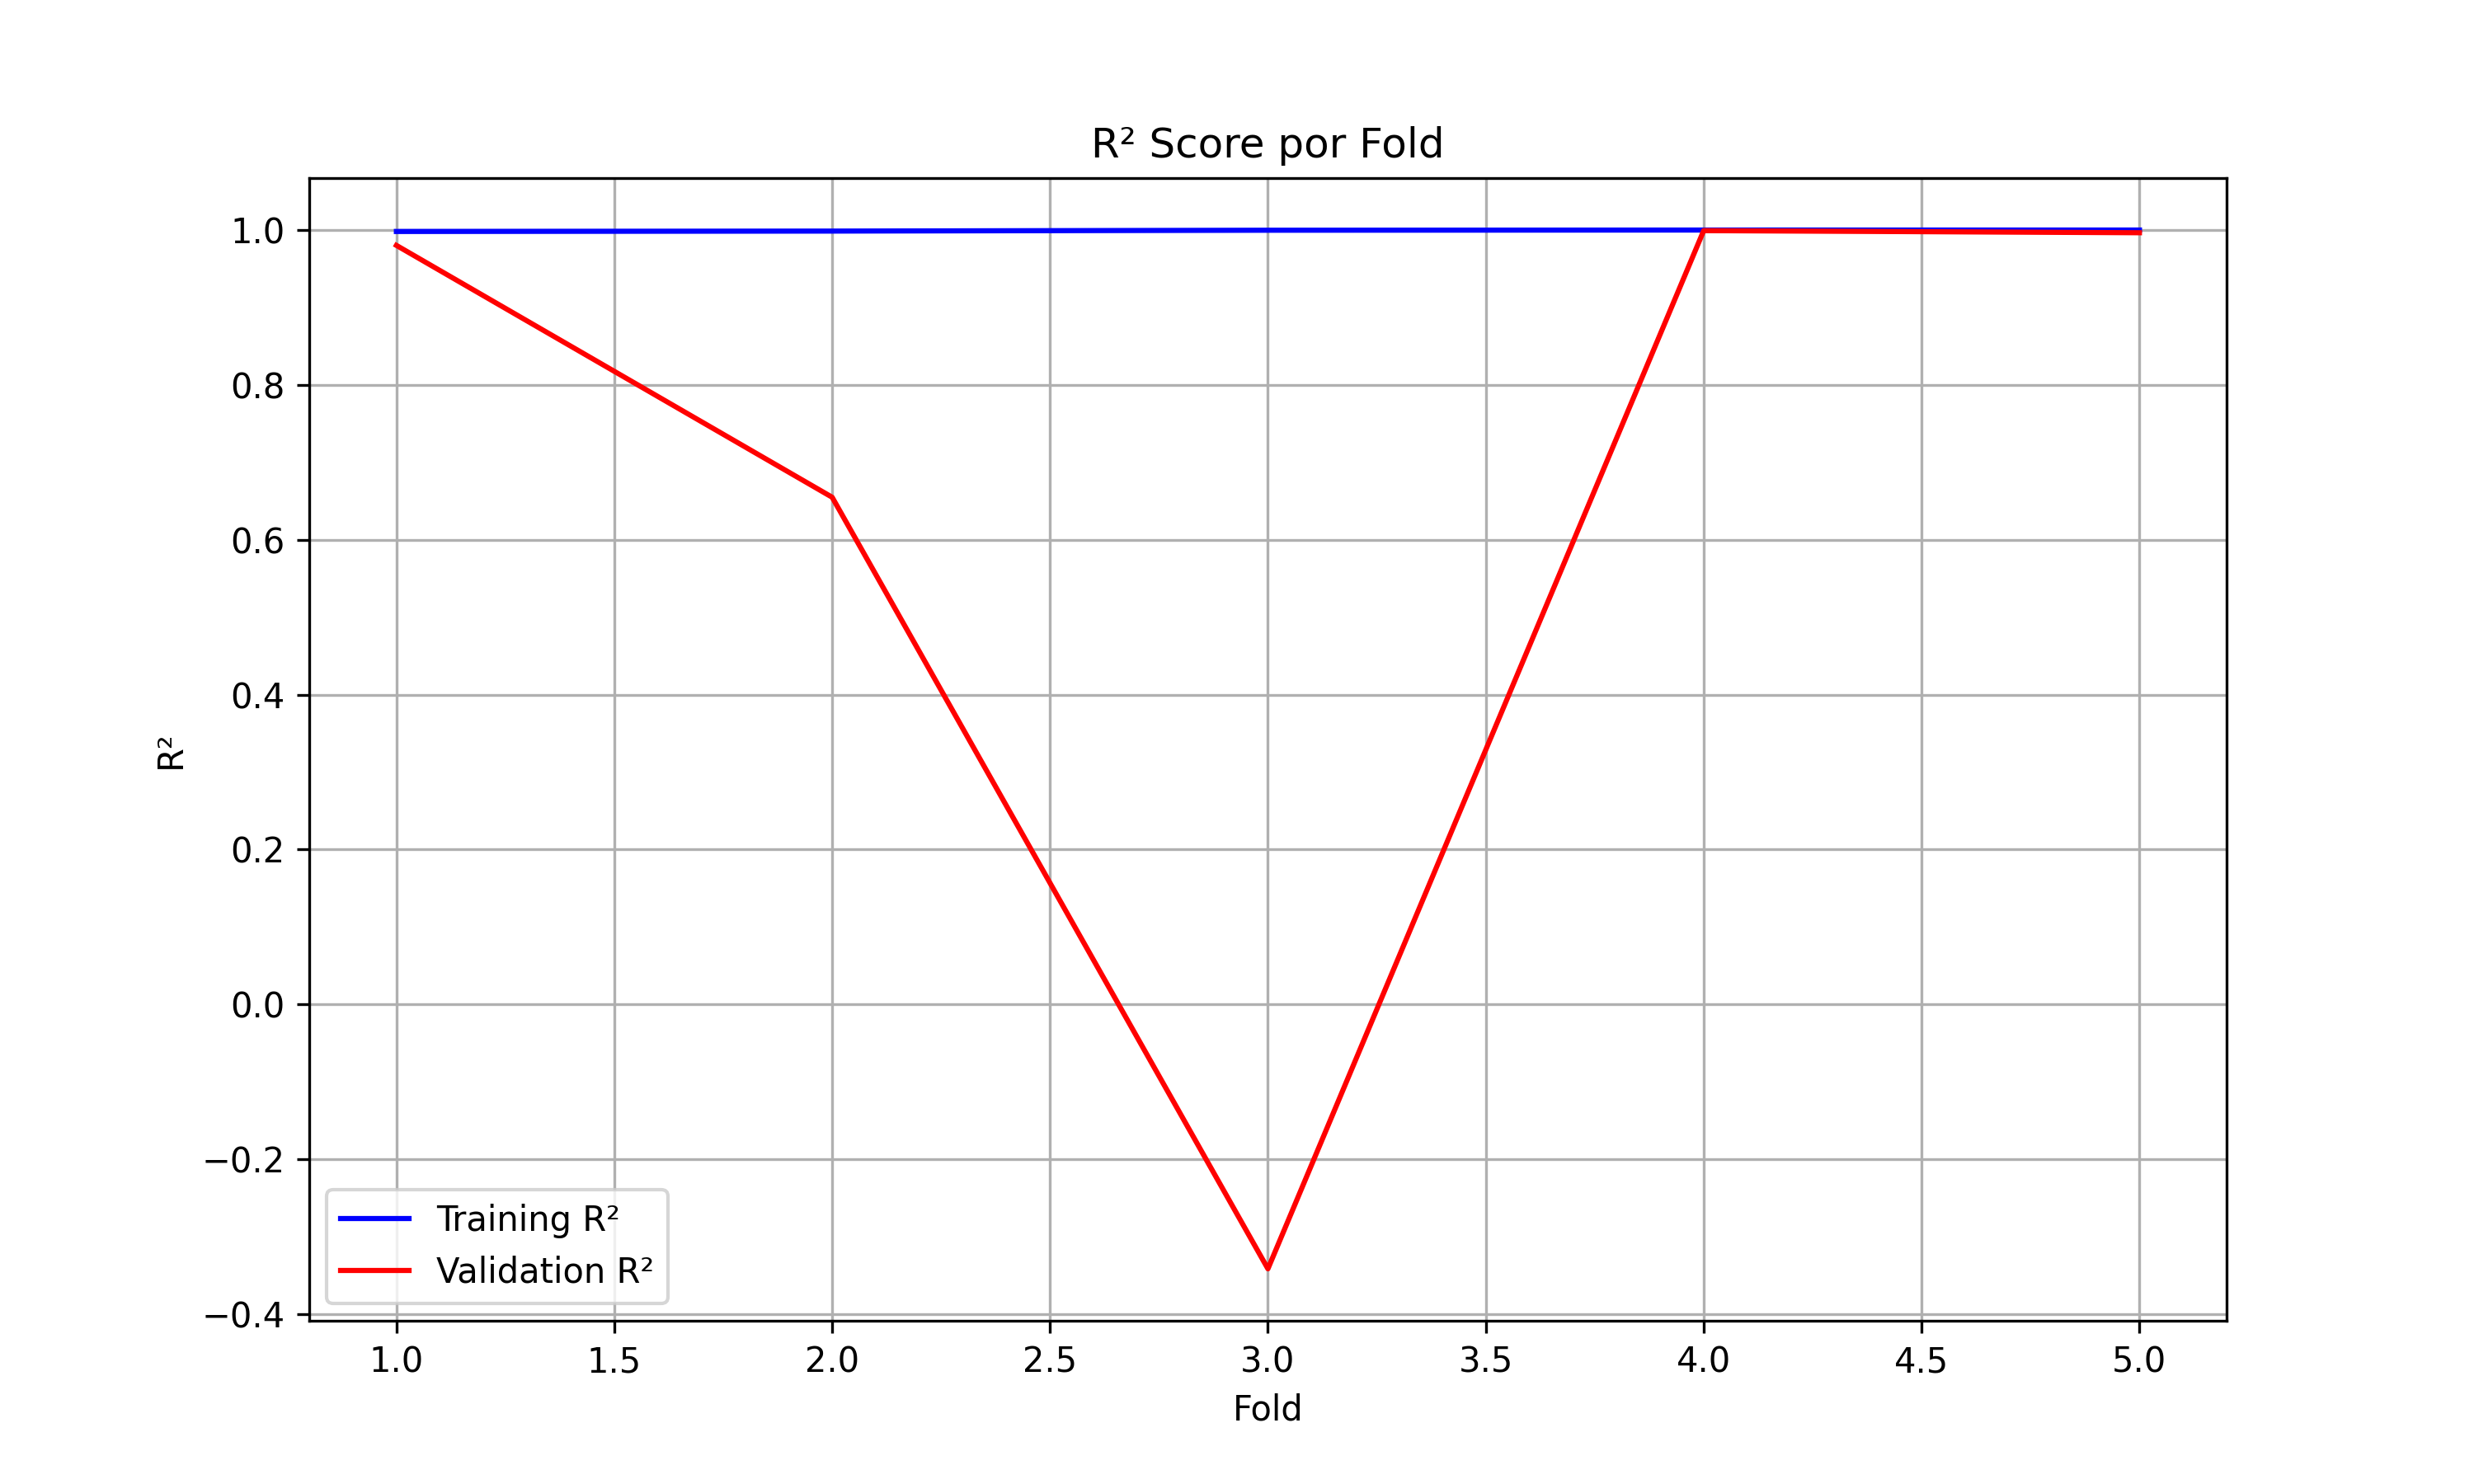 R² Score por Fold
1.0
0.8
0.6
0.4
0.2
0.0
−0.2
−0.4
R²
Training R²
Validation R²
1.0 1.5 2.0 2.5 3.0 3.5 4.0 4.5 5.0
Fold